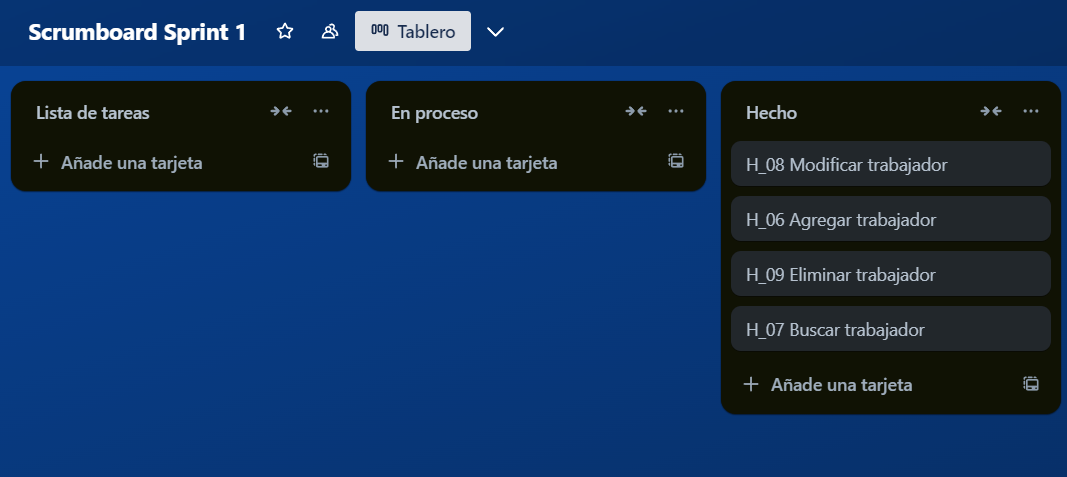 Scrumboard Sprint 1
Tablero
Lista de tareas
Añade una tarjeta
En proceso
Añade una tarjeta
Hecho
H_08 Modificar trabajador
H_06 Agregar trabajador
H_09 Eliminar trabajador
H_07 Buscar trabajador
Añade una tarjeta